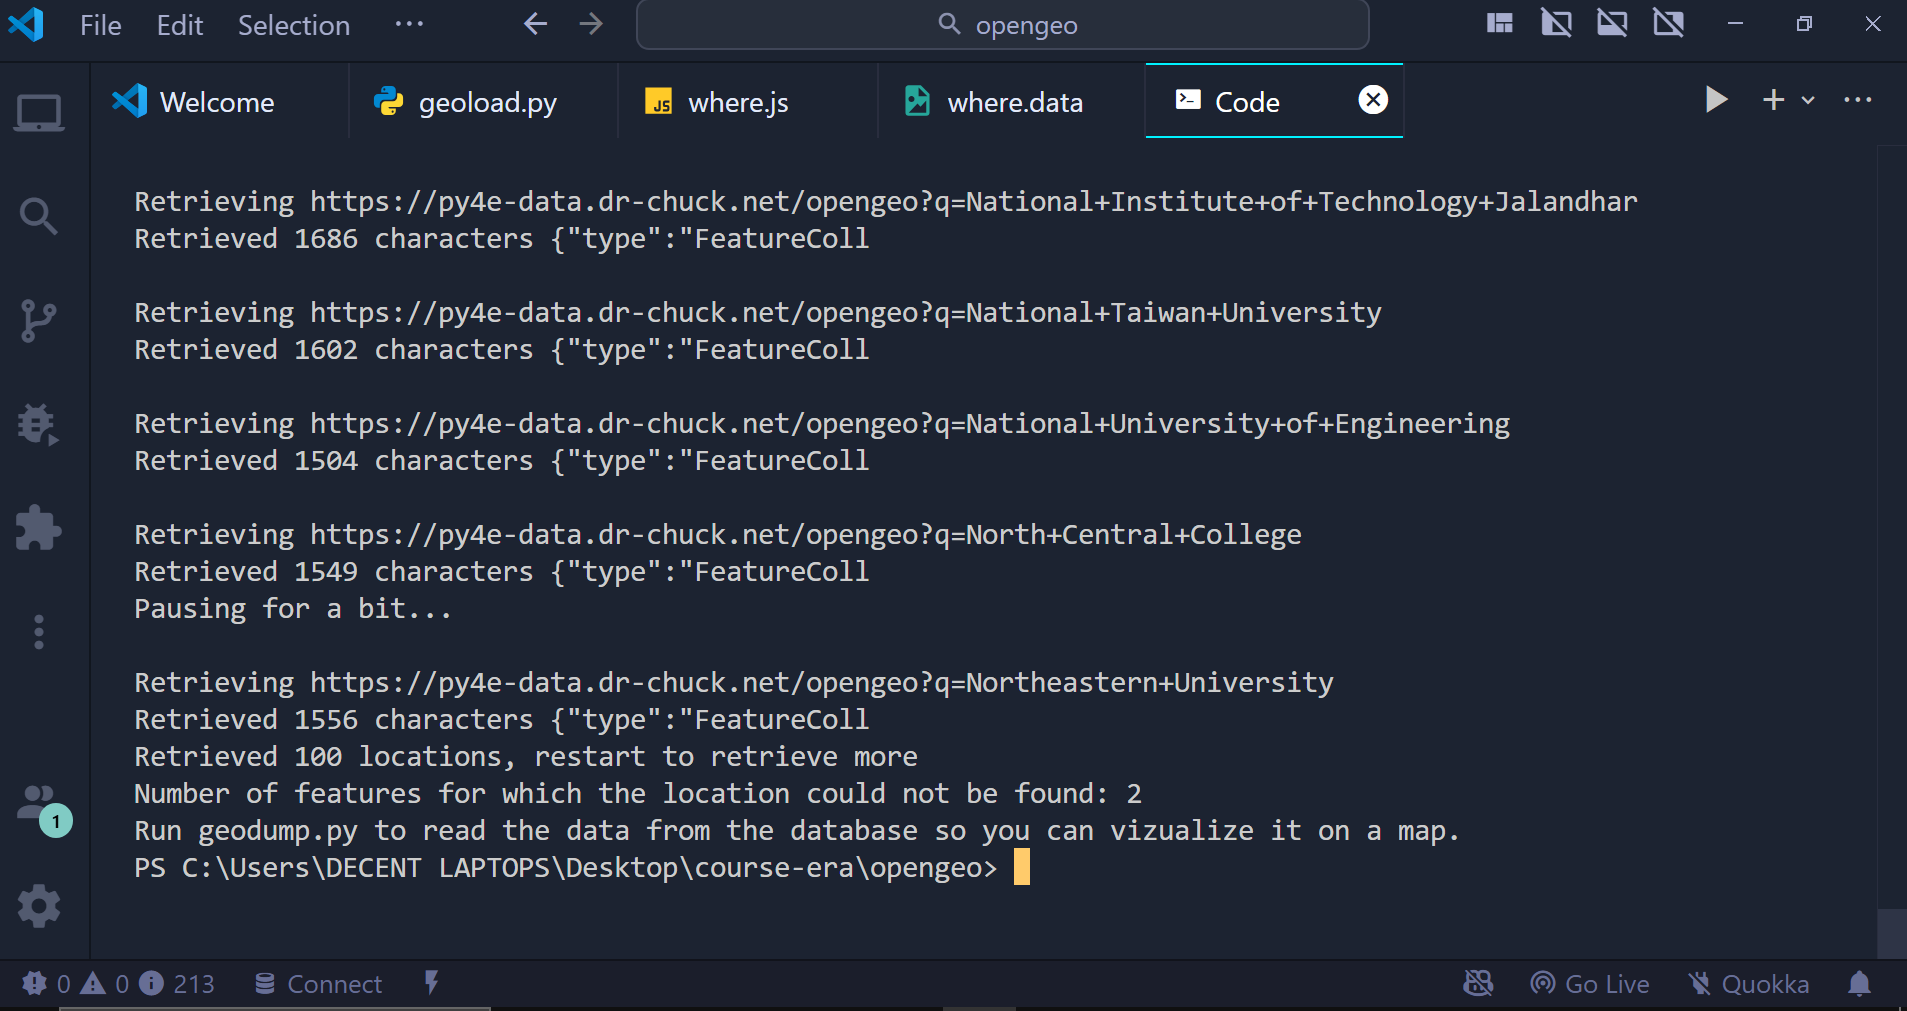 File Edit Selection ··· opengeo
Welcome geoload.py JS where.js where.data Code
Retrieving https://py4e-data.dr-chuck.net/opengeo?q=National+Institute+of+Technology+Jalandhar
Retrieved 1686 characters {"type":"FeatureColl
Retrieving https://py4e-data.dr-chuck.net/opengeo?q=National+Taiwan+University
Retrieved 1602 characters {"type":"FeatureColl
Retrieving https://py4e-data.dr-chuck.net/opengeo?q=National+University+of+Engineering
Retrieved 1504 characters {"type":"FeatureColl
Retrieving https://py4e-data.dr-chuck.net/opengeo?q=North+Central+College
Retrieved 1549 characters {"type":"FeatureColl
Pausing for a bit...
Retrieving https://py4e-data.dr-chuck.net/opengeo?q=Northeastern+University
Retrieved 1556 characters {"type":"FeatureColl
Retrieved 100 locations, restart to retrieve more
Number of features for which the location could not be found: 2
Run geodump.py to read the data from the database so you can vizualize it on a map.
PS C:\Users\DECENT LAPTOPS\Desktop\course-era\opengeo>
1
0 0 213 Connect Go Live Quokka